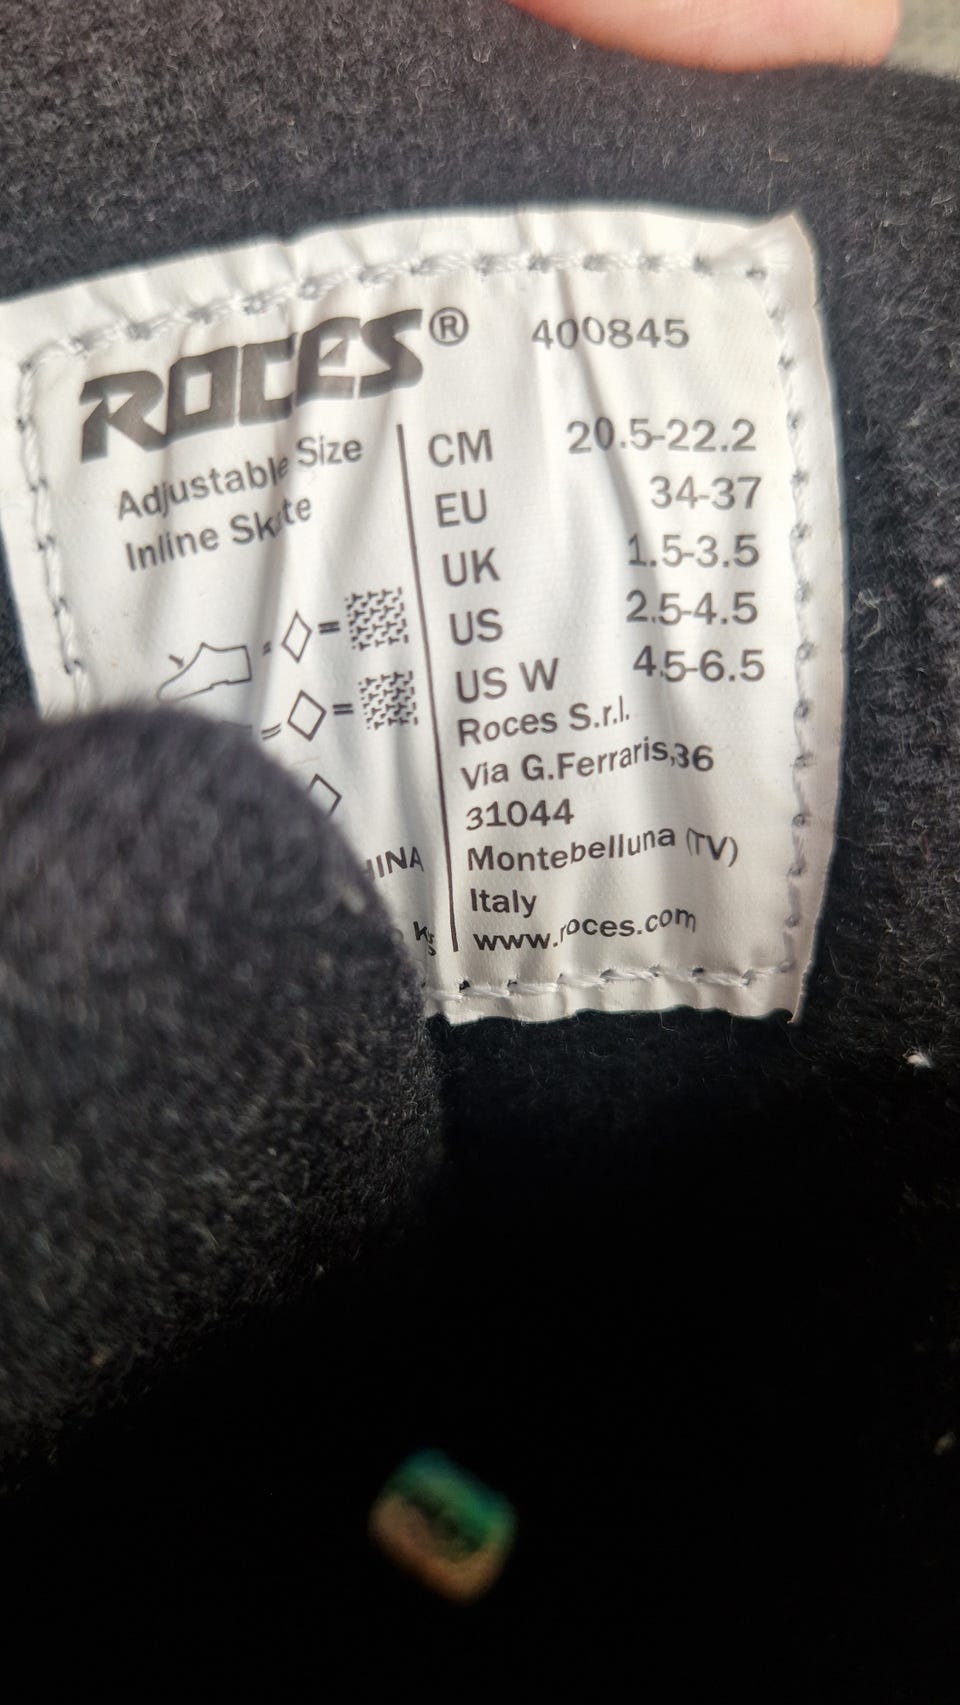 ROCES® 400845
Adjustable Size
Inline Skate
CM 20.5-22.2
EU 34-37
UK 1.5-3.5
US 2.5-4.5
US W 4.5-6.5
Roces S.r.l.
Via G.Ferraris,36
31044
Montebelluna (TV)
Italy
www.roces.com